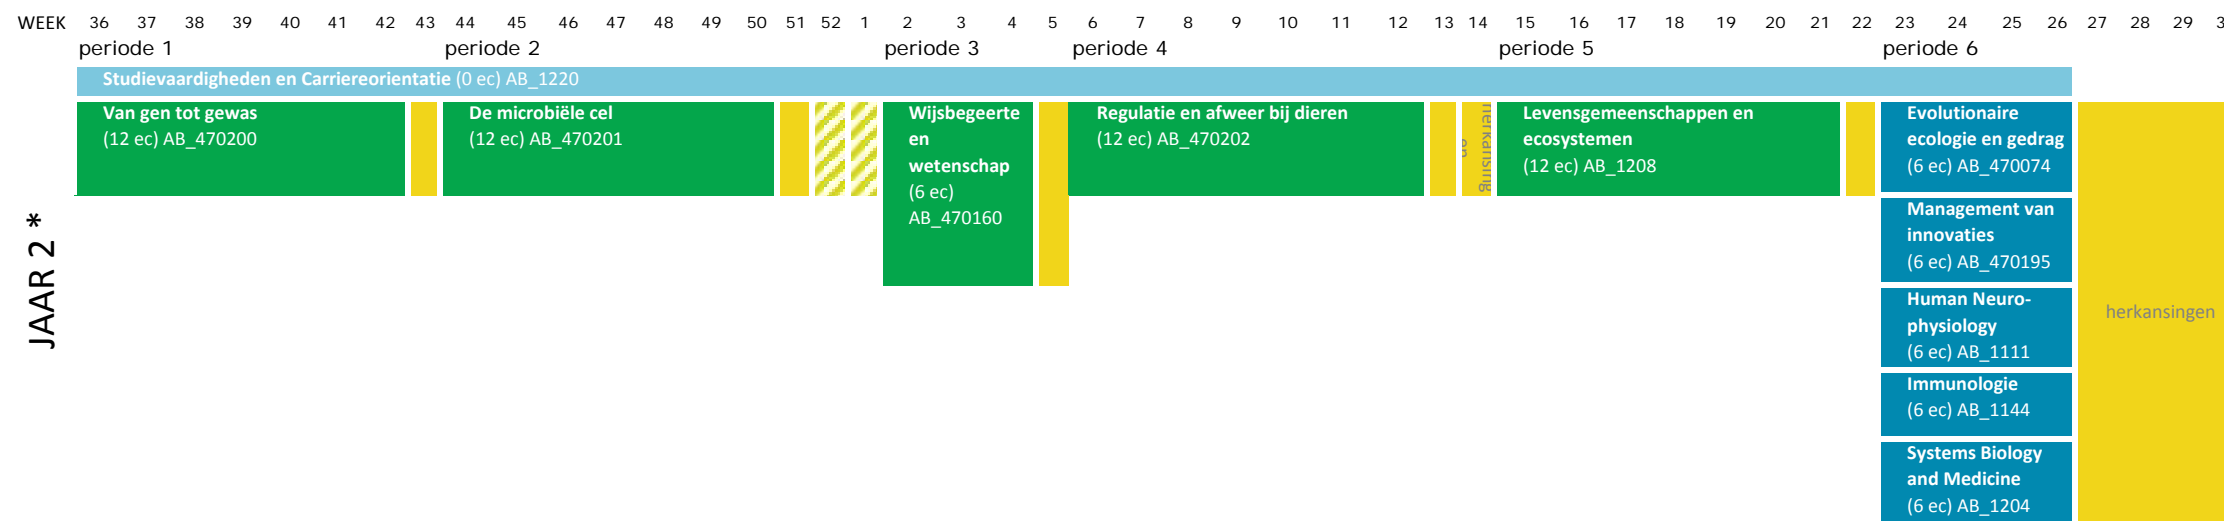 WEEK 36 37 38 39 40 41 42 43 44 45 46 47 48 49 50 51 52 1 2 3 4 5 6 7 8 9 10 11 12 13 14 15 16 17 18 19 20 21 22 23 24 25 26 27 28 29 3
periode 1 periode 2 periode 3 periode 4 periode 5 periode 6
Studievaardigheden en Carriereorientatie (0 ec) AB_1220
Van gen tot gewas
(12 ec) AB_470200
De microbiële cel
(12 ec) AB_470201
Wijsbegeerte
en
wetenschap
(6 ec)
AB_470160
Regulatie en afweer bij dieren
(12 ec) AB_470202
herkansing
en
Levensgemeenschappen en
ecosystemen
(12 ec) AB_1208
Evolutionaire
ecologie en gedrag
(6 ec) AB_470074
Management van
innovaties
(6 ec) AB_470195
Human Neuro-
physiology
(6 ec) AB_1111
Immunologie
(6 ec) AB_1144
Systems Biology
and Medicine
(6 ec) AB_1204
herkansingen
JAAR 2 *